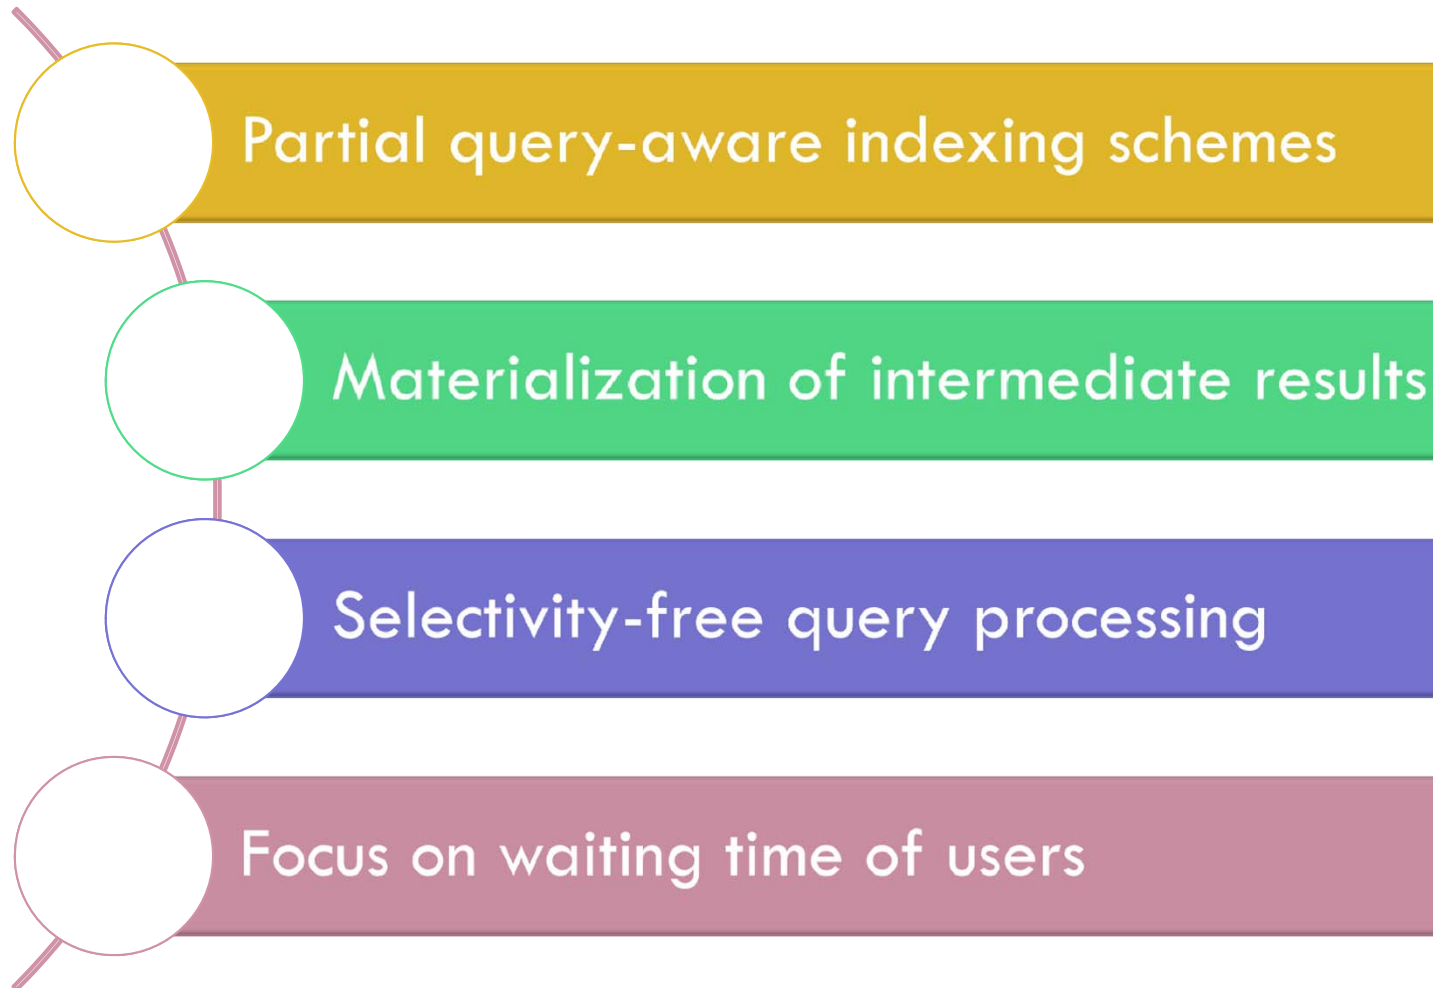 Partial query-aware indexing schemes
Materialization of intermediate results
Selectivity-free query processing
Focus on waiting time of users